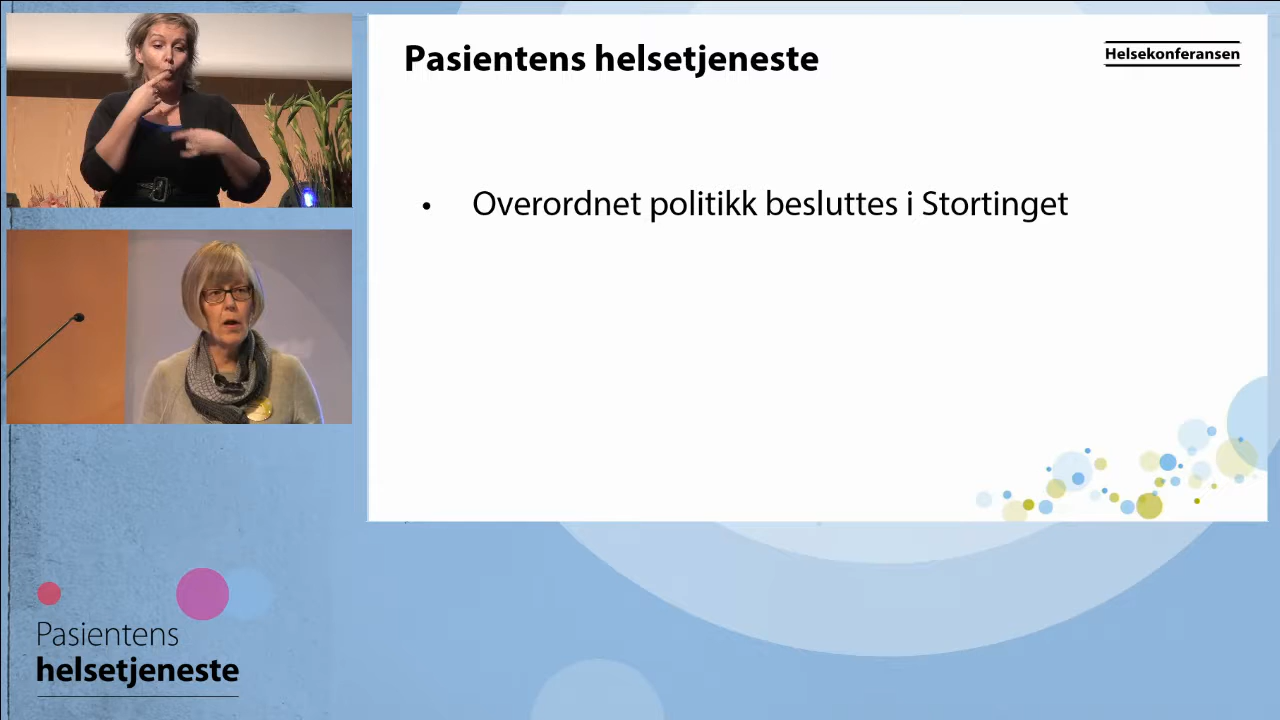 Pasientens helsetjeneste
Helsekonferansen
• Overordnet politikk besluttes i Stortinget
Pasientens
helsetjeneste